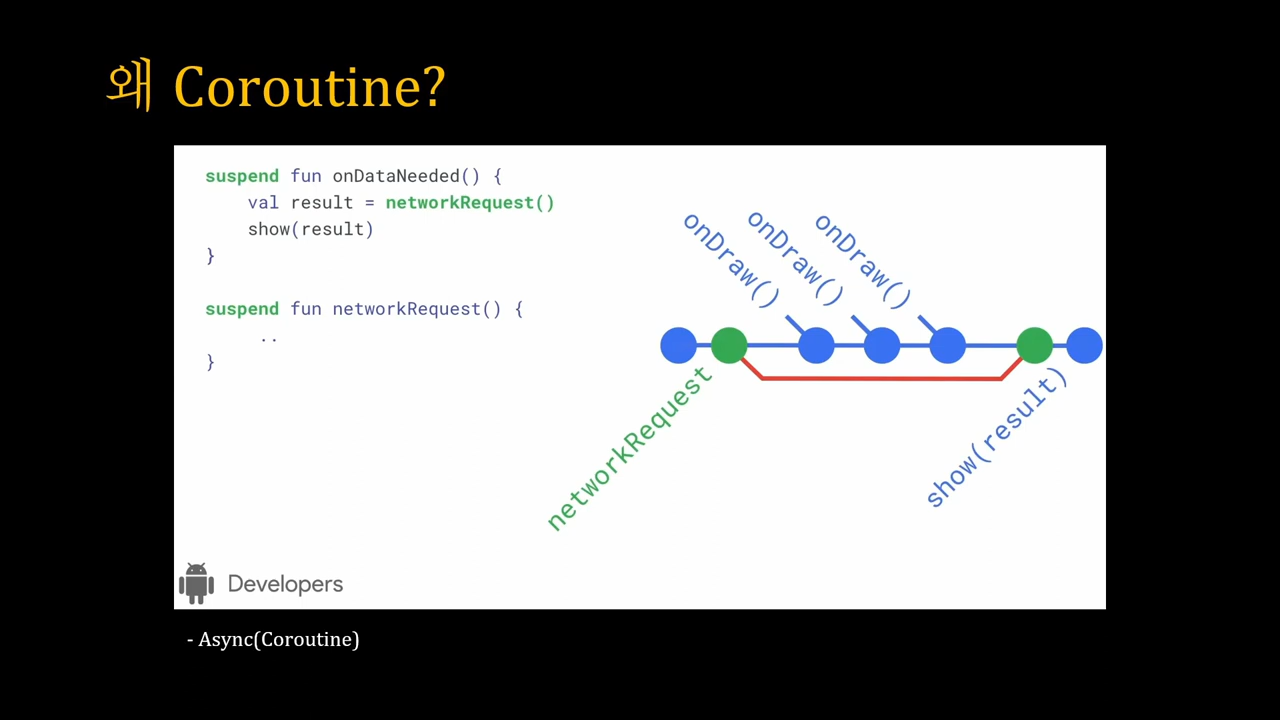 왜 Coroutine?
suspend fun onDataNeeded() {
    val result = networkRequest()
    show(result)
}
suspend fun networkRequest() {
     ..
}
onDraw()
onDraw()
onDraw()
networkRequest
show(result)
Developers
- Async(Coroutine)